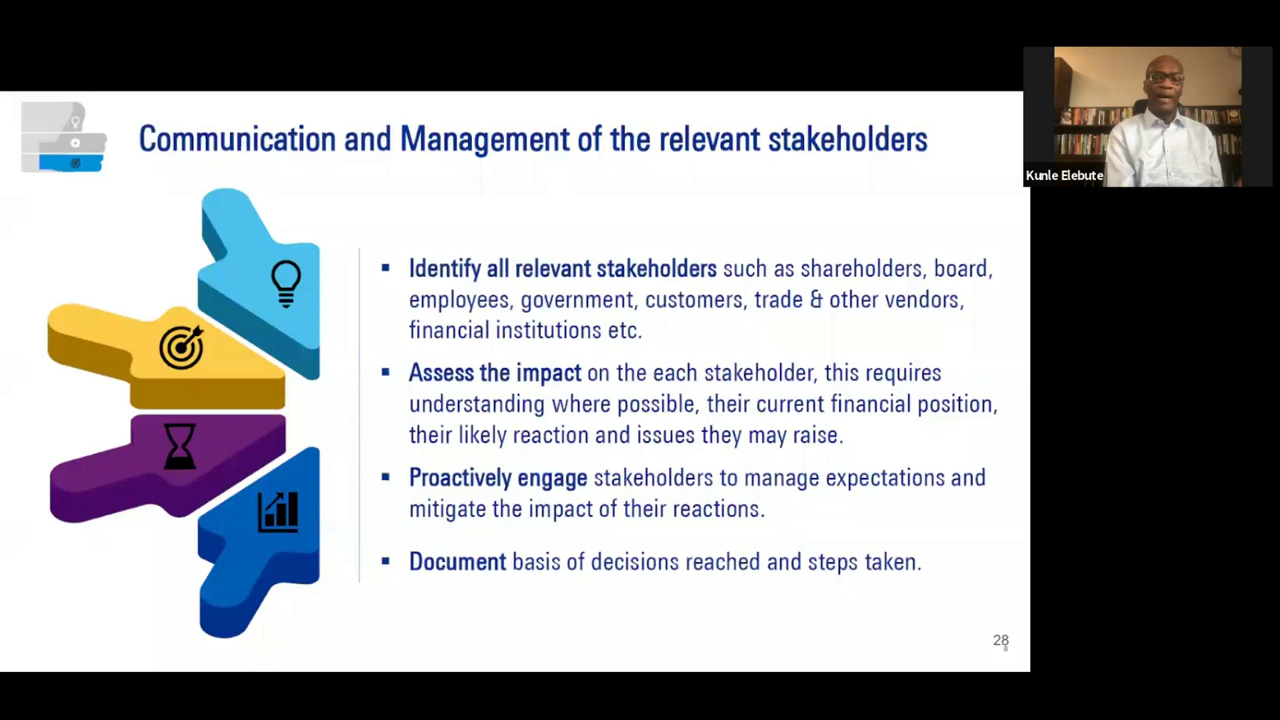 Communication and Management of the relevant stakeholders
Kunle Elebute
▪ Identify all relevant stakeholders such as shareholders, board,
employees, government, customers, trade & other vendors,
financial institutions etc.
▪ Assess the impact on the each stakeholder, this requires
understanding where possible, their current financial position,
their likely reaction and issues they may raise.
▪ Proactively engage stakeholders to manage expectations and
mitigate the impact of their reactions.
▪ Document basis of decisions reached and steps taken.
28